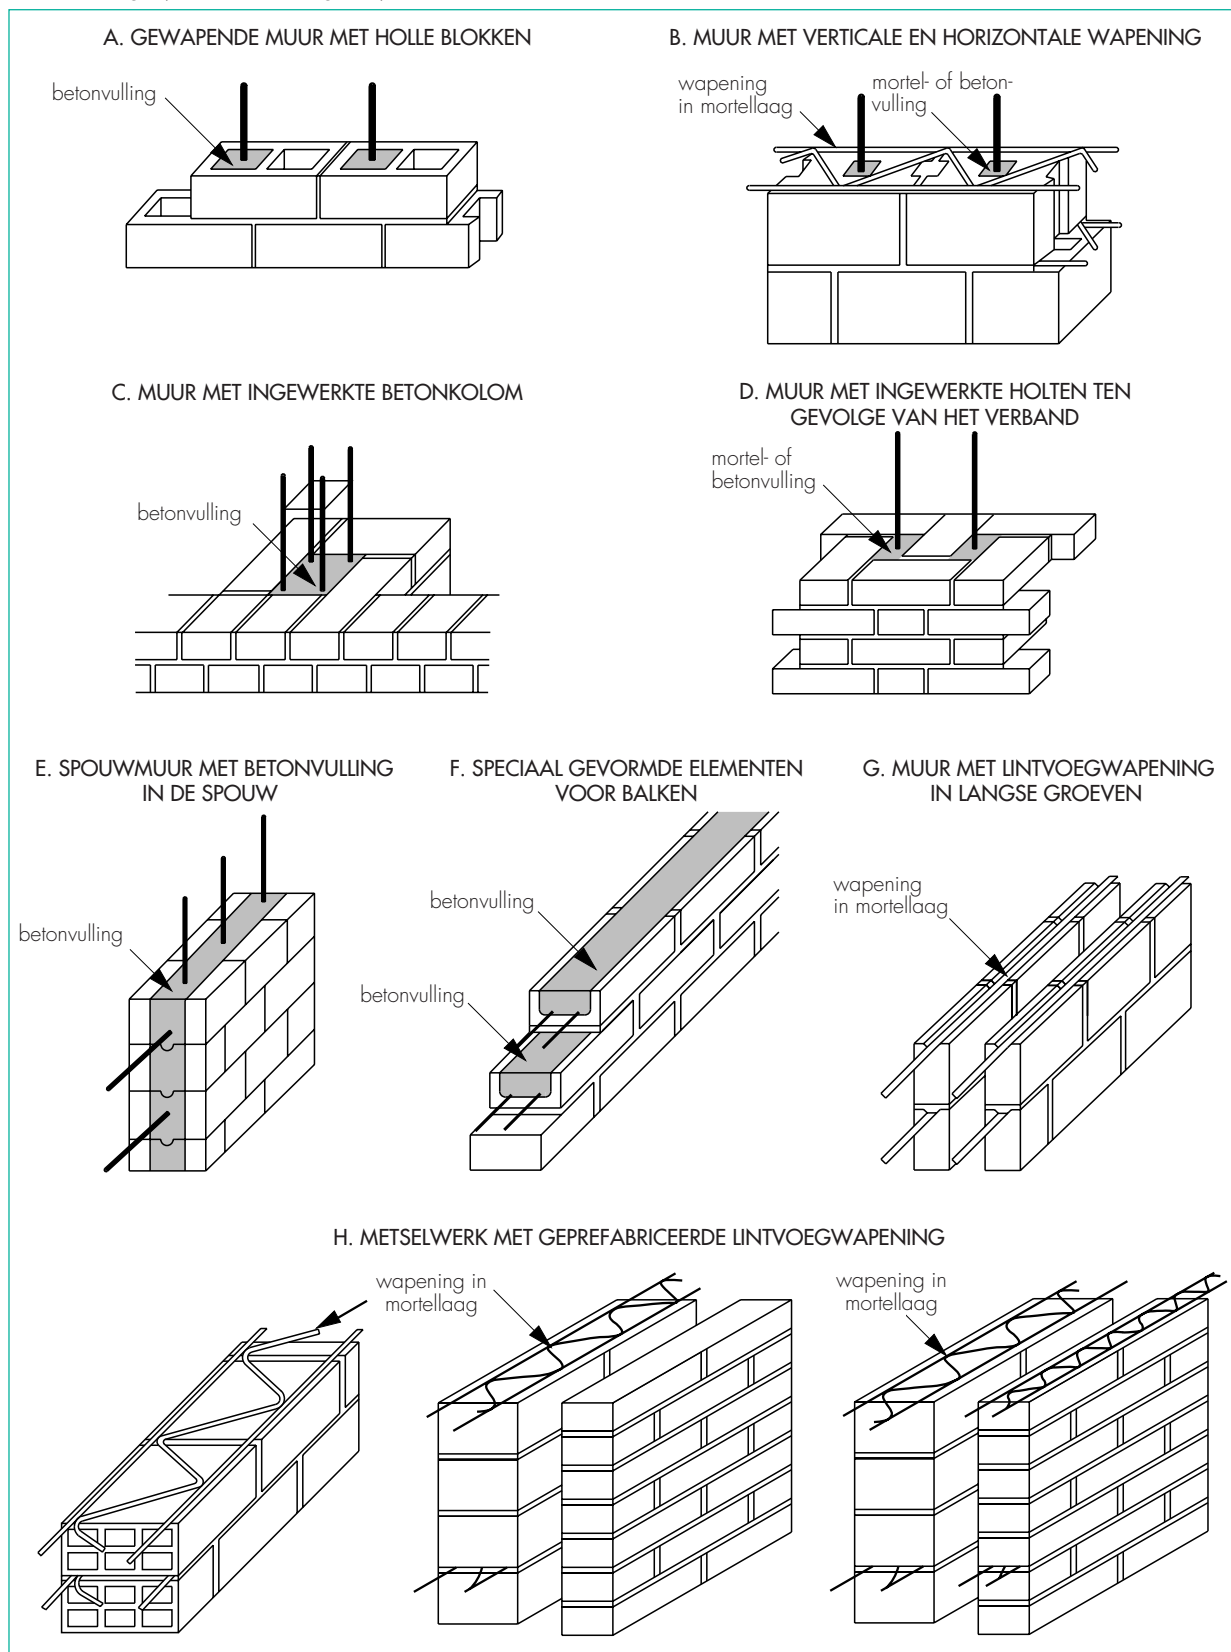 A. GEWAPENDE MUUR MET HOLLE BLOKKEN
betonvulling
B. MUUR MET VERTICALE EN HORIZONTALE WAPENING
wapening
in mortellaag
mortel- of beton-
vulling
C. MUUR MET INGEWERKTE BETONKOLOM
betonvulling
D. MUUR MET INGEWERKTE HOLTEN TEN
GEVOLGE VAN HET VERBAND
mortel- of
betonvulling
E. SPOUWMUUR MET BETONVULLING
IN DE SPOUW
betonvulling
F. SPECIAAL GEVORMDE ELEMENTEN
VOOR BALKEN
betonvulling
betonvulling
G. MUUR MET LINTVOEGWAPENING
IN LANGSE GROEVEN
wapening
in mortellaag
H. METSELWERK MET GEPREFABRICEERDE LINTVOEGWAPENING
wapening in
mortellaag
wapening in
mortellaag